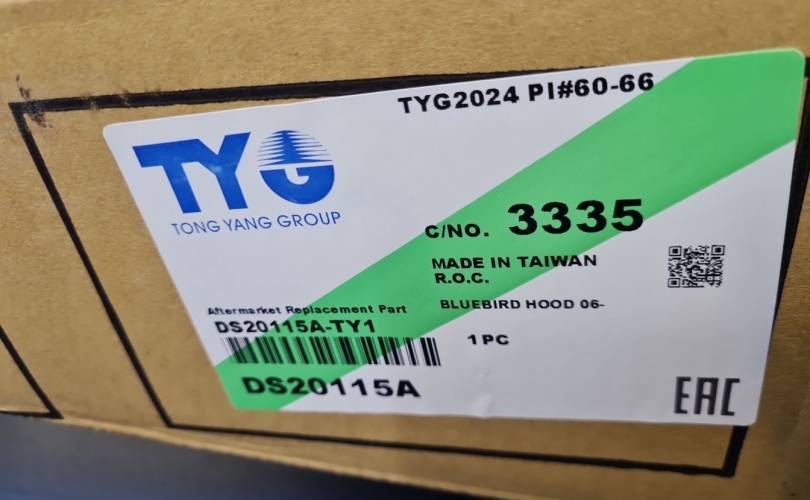 TYG2024 PI#60-66
TYG
TONG YANG GROUP
C/NO. 3335
MADE IN TAIWAN
R.O.C.
BLUEBIRD HOOD 06-
Aftermarket Replacement Part
DS20115A-TY1
1 PC
DS20115A
EAC